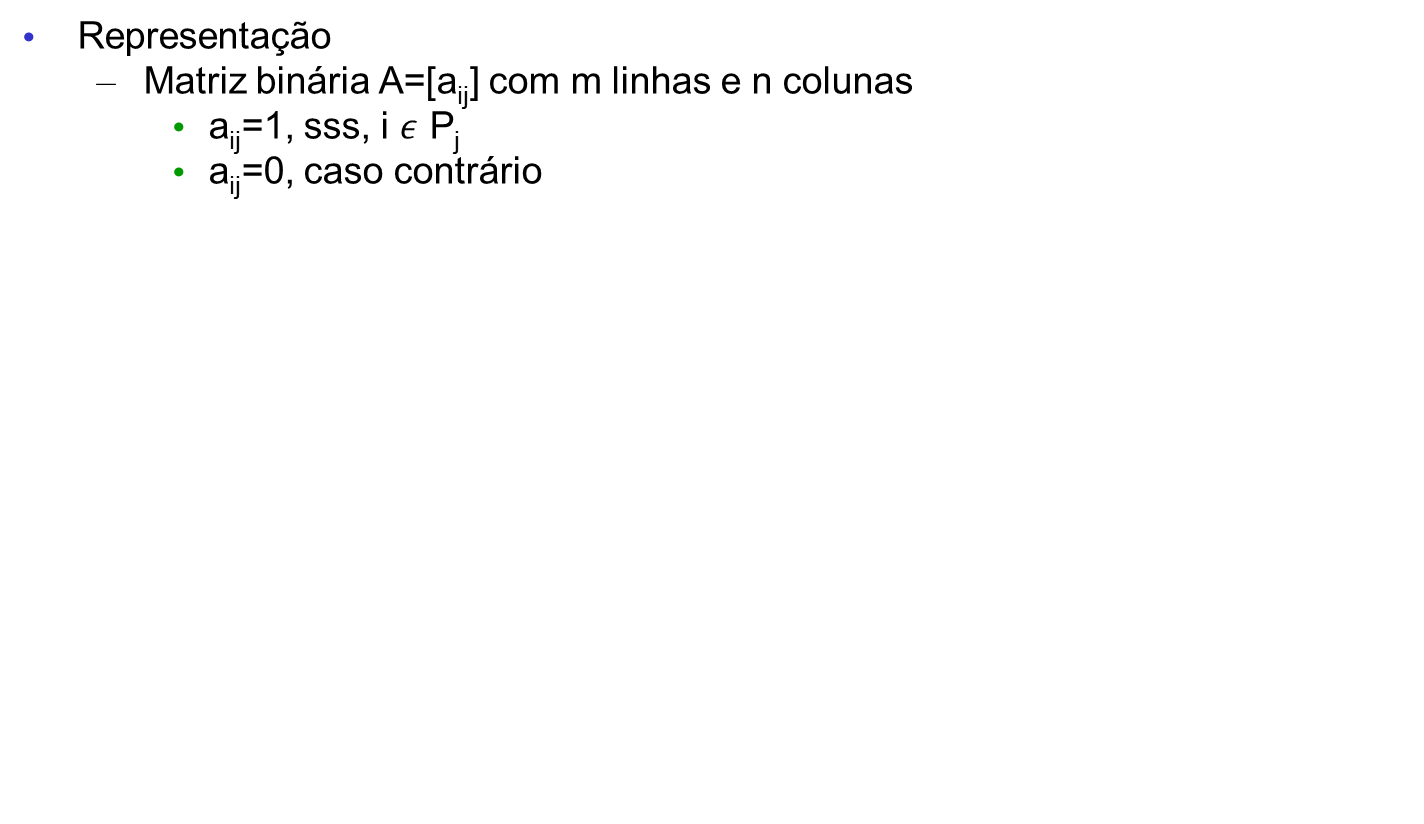 • Representação
– Matriz binária A=[aij] com m linhas e n colunas
• aij=1, sss, i ϵ Pj
• aij=0, caso contrário